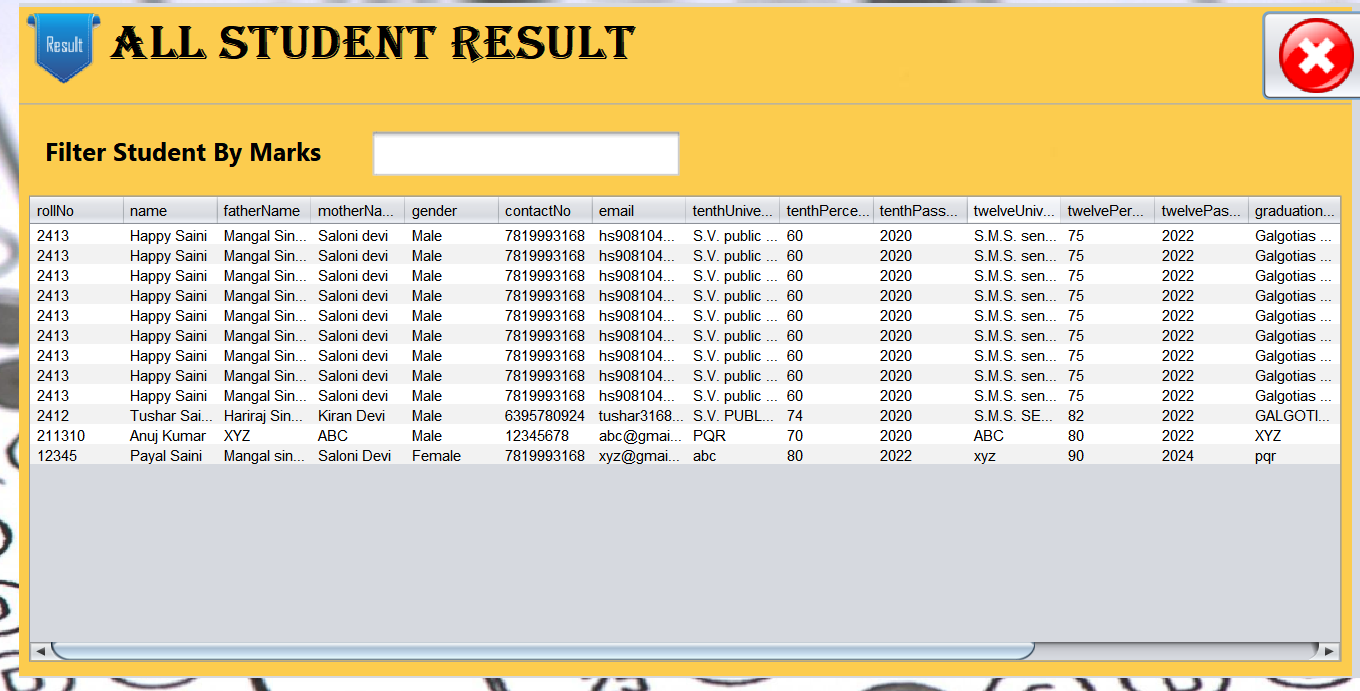 Result ALL STUDENT RESULT
Filter Student By Marks
rollNo name fatherName motherNa... gender contactNo email tenthUnive... tenthPerce... tenthPass... twelveUniv... twelvePer... twelvePas... graduation...
2413 Happy Saini Mangal Sin... Saloni devi Male 7819993168 hs908104... S.V. public ... 60 2020 S.M.S. sen... 75 2022 Galgotias ...
2413 Happy Saini Mangal Sin... Saloni devi Male 7819993168 hs908104... S.V. public ... 60 2020 S.M.S. sen... 75 2022 Galgotias ...
2413 Happy Saini Mangal Sin... Saloni devi Male 7819993168 hs908104... S.V. public ... 60 2020 S.M.S. sen... 75 2022 Galgotias ...
2413 Happy Saini Mangal Sin... Saloni devi Male 7819993168 hs908104... S.V. public ... 60 2020 S.M.S. sen... 75 2022 Galgotias ...
2413 Happy Saini Mangal Sin... Saloni devi Male 7819993168 hs908104... S.V. public ... 60 2020 S.M.S. sen... 75 2022 Galgotias ...
2413 Happy Saini Mangal Sin... Saloni devi Male 7819993168 hs908104... S.V. public ... 60 2020 S.M.S. sen... 75 2022 Galgotias ...
2413 Happy Saini Mangal Sin... Saloni devi Male 7819993168 hs908104... S.V. public ... 60 2020 S.M.S. sen... 75 2022 Galgotias ...
2413 Happy Saini Mangal Sin... Saloni devi Male 7819993168 hs908104... S.V. public ... 60 2020 S.M.S. sen... 75 2022 Galgotias ...
2413 Happy Saini Mangal Sin... Saloni devi Male 7819993168 hs908104... S.V. public ... 60 2020 S.M.S. sen... 75 2022 Galgotias ...
2412 Tushar Sai... Hariraj Sin... Kiran Devi Male 6395780924 tushar3168... S.V. PUBL... 74 2020 S.M.S. SE... 82 2022 GALGOTI...
211310 Anuj Kumar XYZ ABC Male 12345678 abc@gmai... PQR 70 2020 ABC 80 2022 XYZ
12345 Payal Saini Mangal sin... Saloni Devi Female 7819993168 xyz@gmai... abc 80 2022 xyz 90 2024 pqr